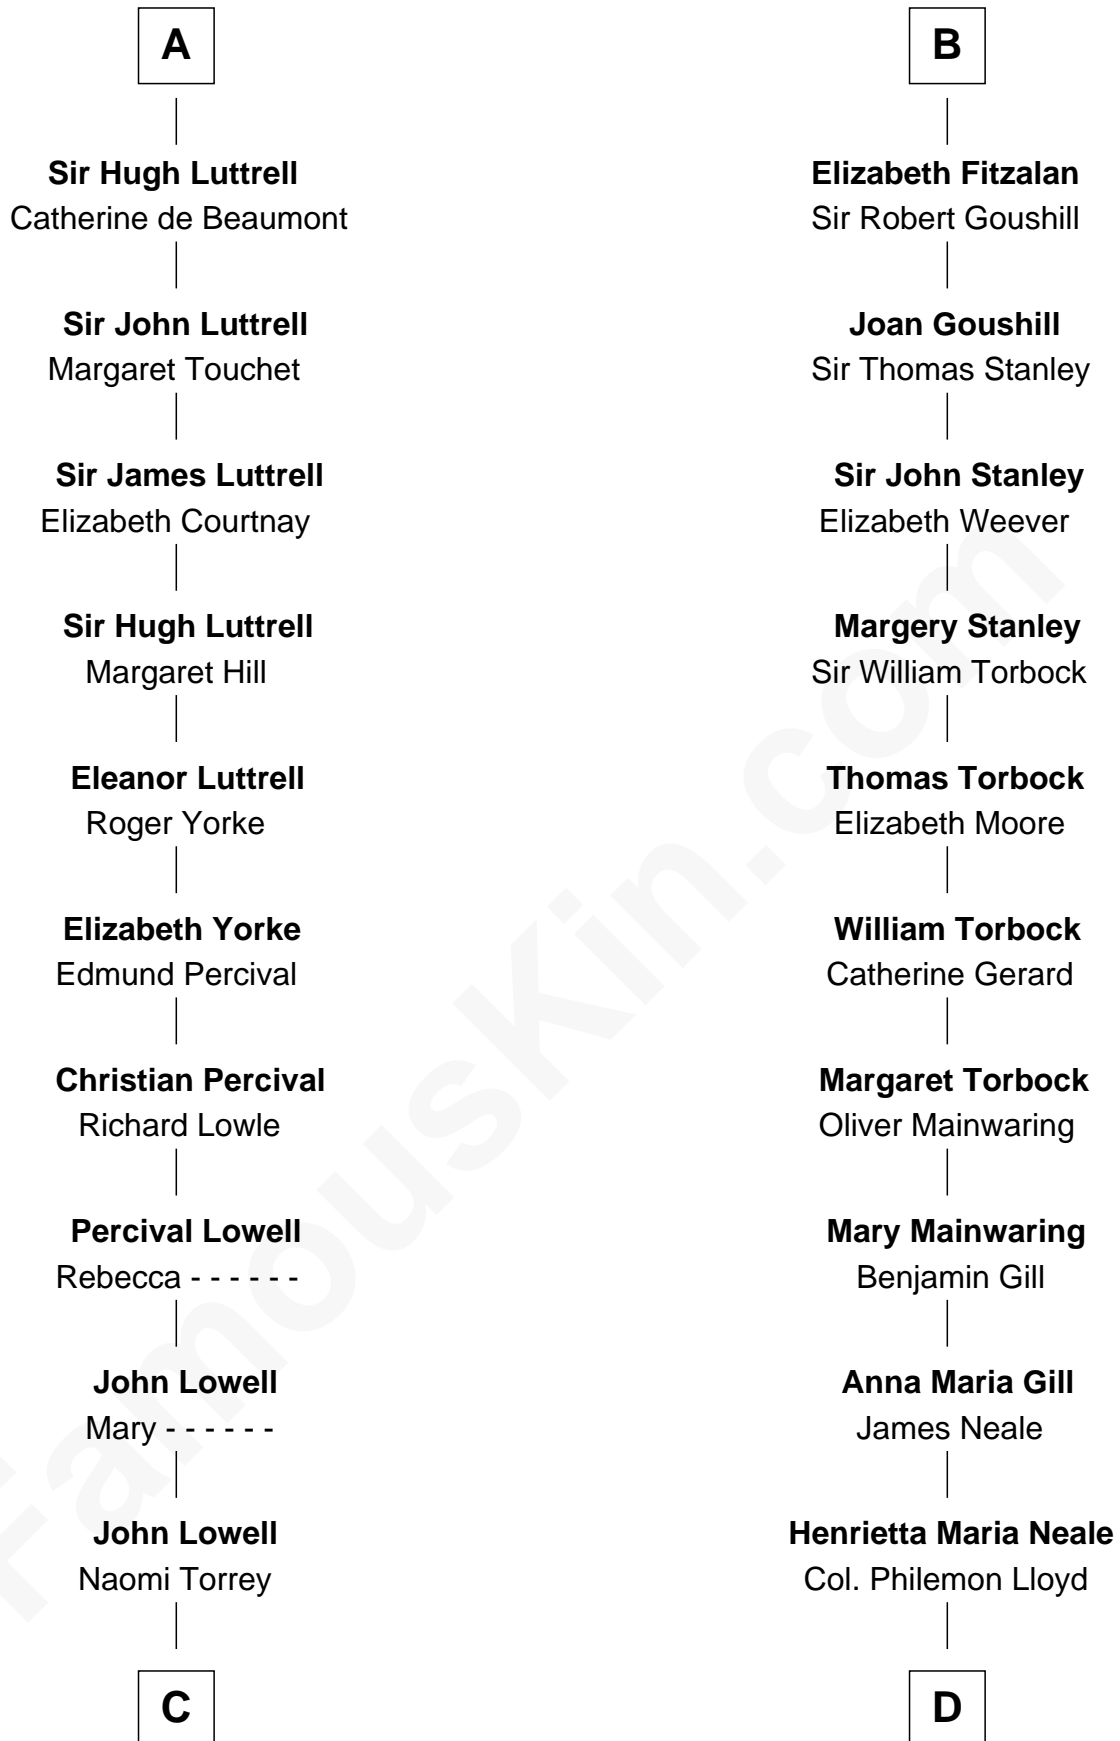 A
Sir Hugh Luttrell
Catherine de Beaumont
Sir John Luttrell
Margaret Touchet
Sir James Luttrell
Elizabeth Courtnay
Sir Hugh Luttrell
Margaret Hill
Eleanor Luttrell
Roger Yorke
Elizabeth Yorke
Edmund Percival
Christian Percival
Richard Lowle
Percival Lowell
Rebecca - - - - - -
John Lowell
Mary - - - - - -
John Lowell
Naomi Torrey
C
B
Elizabeth Fitzalan
Sir Robert Goushill
Joan Goushill
Sir Thomas Stanley
Sir John Stanley
Elizabeth Weever
Margery Stanley
Sir William Torbock
Thomas Torbock
Elizabeth Moore
William Torbock
Catherine Gerard
Margaret Torbock
Oliver Mainwaring
Mary Mainwaring
Benjamin Gill
Anna Maria Gill
James Neale
Henrietta Maria Neale
Col. Philemon Lloyd
D
FamousKin.com